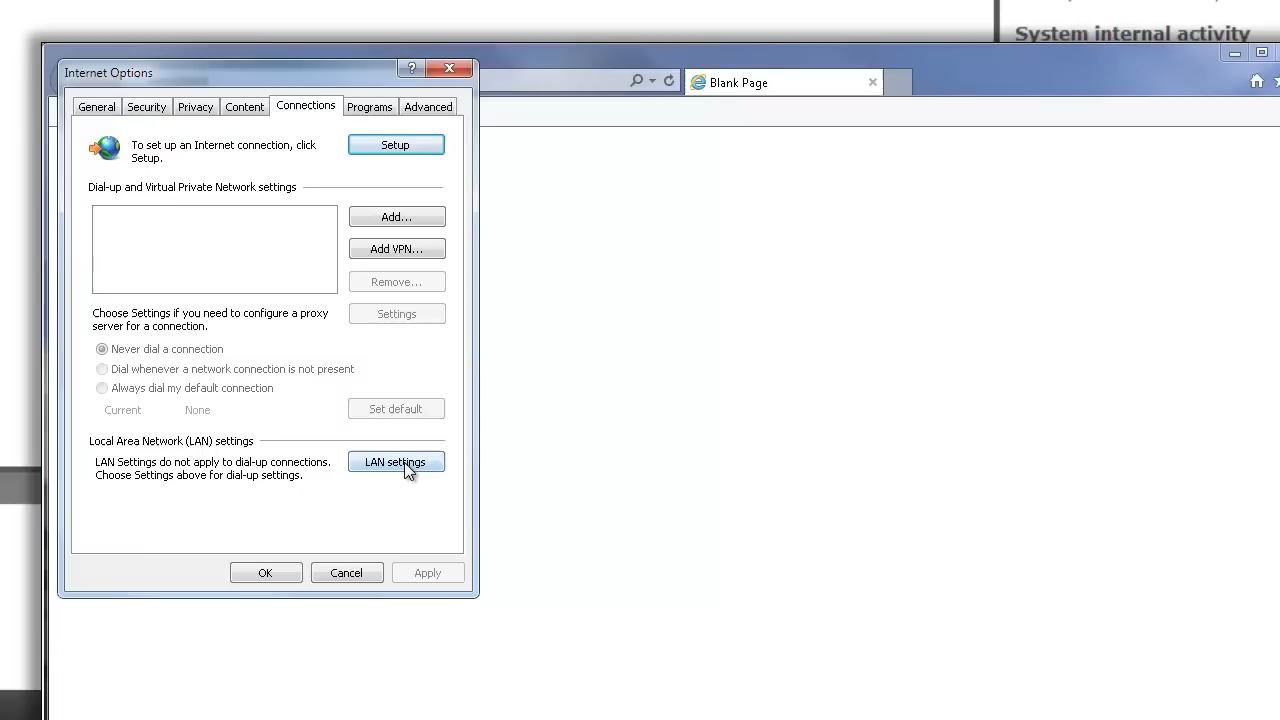 System internal activity
Internet Options
?
Blank Page
General Security Privacy Content Connections Programs Advanced
To set up an Internet connection, click
Setup.
Setup
Dial-up and Virtual Private Network settings
Add...
Add VPN...
Remove...
Choose Settings if you need to configure a proxy
server for a connection.
Settings
Never dial a connection
Dial whenever a network connection is not present
Always dial my default connection
Current None
Set default
Local Area Network (LAN) settings
LAN Settings do not apply to dial-up connections.
Choose Settings above for dial-up settings.
LAN settings
OK Cancel Apply